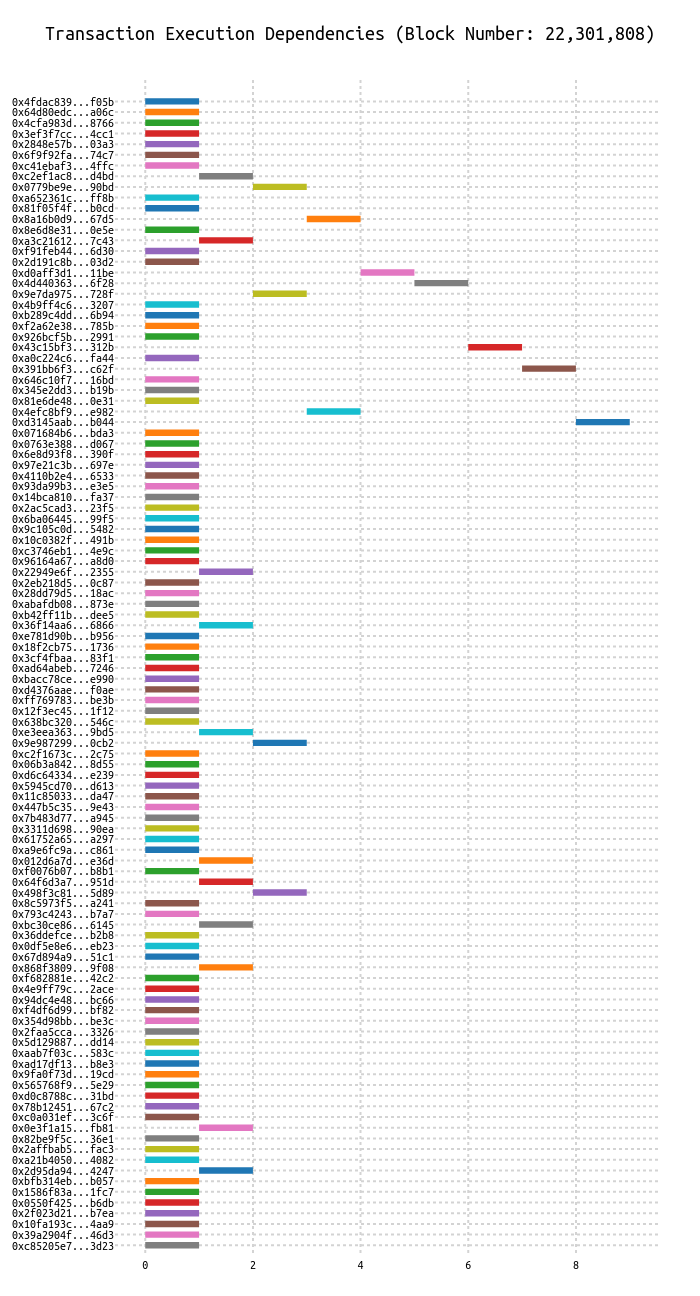 Transaction Execution Dependencies (Block Number: 22,301,808)
0x4fdac839...f05b
0x64d80edc...a06c
0x4cfa983d...8766
0x3ef3f7cc...4cc1
0x2848e57b...03a3
0x6f9f92fa...74c7
0xc41ebaf3...4ffc
0xc2ef1ac8...d4bd
0x0779be9e...90bd
0xa652361c...ff8b
0x81f05f4f...b0cd
0x8a16b0d9...67d5
0x8e6d8e31...0e5e
0xa3c21612...7c43
0xf91feb44...6d30
0x2d191c8b...03d2
0xd0aff3d1...11be
0x4d440363...6f28
0x9e7da975...728f
0x4b9ff4c6...3207
0xb289c4dd...6b94
0xf2a62e38...785b
0x926bcf5b...2991
0x43c15bf3...312b
0xa0c224c6...fa44
0x391bb6f3...c62f
0x646c10f7...16bd
0x345e2dd3...b19b
0x81e6de48...0e31
0x4efc8bf9...e982
0xd3145aab...b044
0x071684b6...bda3
0x0763e388...d067
0x6e8d93f8...390f
0x97e21c3b...697e
0x4110b2e4...6533
0x93da99b3...e3e5
0x14bca810...fa37
0x2ac5cad3...23f5
0x6ba06445...99f5
0x9c105c0d...5482
0x10c0382f...491b
0xc3746eb1...4e9c
0x96164a67...a8d0
0x22949e6f...2355
0x2eb218d5...0c87
0x28dd79d5...18ac
0xabafdb08...873e
0xb42ff11b...dee5
0x36f14aa6...6866
0xe781d90b...b956
0x18f2cb75...1736
0x3cf4fbaa...83f1
0xad64abeb...7246
0xbacc78ce...e990
0xd4376aae...f0ae
0xff769783...be3b
0x12f3ec45...1f12
0x638bc320...546c
0xe3eea363...9bd5
0x9e987299...0cb2
0xc2f1673c...2c75
0x06b3a842...8d55
0xd6c64334...e239
0x5945cd70...d613
0x11c85033...da47
0x447b5c35...9e43
0x7b483d77...a945
0x3311d698...90ea
0x61752a65...a297
0xa9e6fc9a...c861
0x012d6a7d...e36d
0xf0076b07...b8b1
0x64f6d3a7...951d
0x498f3c81...5d89
0x8c5973f5...a241
0x793c4243...b7a7
0xbc30ce86...6145
0x36ddefce...b2b8
0x0df5e8e6...eb23
0x67d894a9...51c1
0x868f3809...9f08
0xf682881e...42c2
0x4e9ff79c...2ace
0x94dc4e48...bc66
0xf4df6d99...bf82
0x354d98bb...be3c
0x2faa5cca...3326
0x5d129887...dd14
0xaab7f03c...583c
0xad17df13...b8e3
0x9fa0f73d...19cd
0x565768f9...5e29
0xd0c8788c...31bd
0x78b12451...67c2
0xc0a031ef...3c6f
0x0e3f1a15...fb81
0x82be9f5c...36e1
0x2affbab5...fac3
0xa21b4050...4082
0x2d95da94...4247
0xbfb314eb...b057
0x1586f83a...1fc7
0x0550f425...b6db
0x2f023d21...b7ea
0x10fa193c...4aa9
0x39a2904f...46d3
0xc85205e7...3d23
0 2 4 6 8